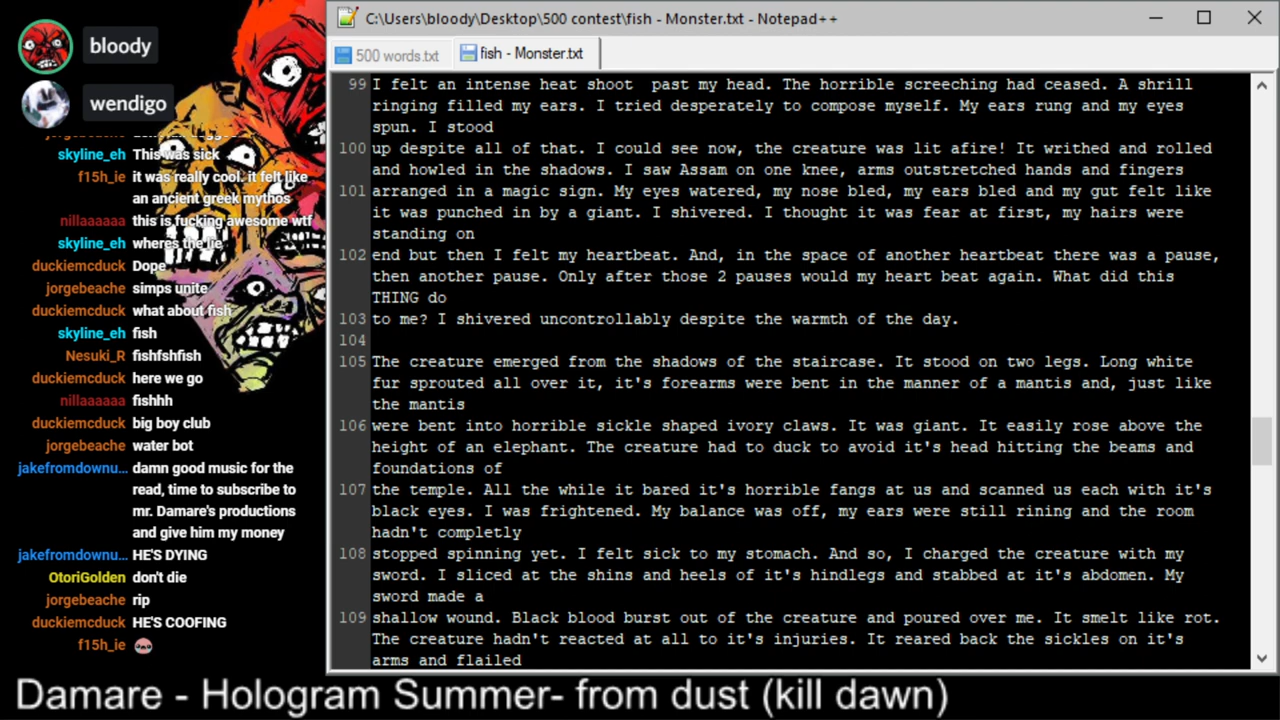 bloody
wendigo
skyline_eh This was sick
f15h_ie it was really cool. it felt like
an ancient greek mythos
nillaaaaaa this is fucking awesome wtf
skyline_eh wheres the lie
duckiemcduck Dope
jorgebeache simps unite
duckiemcduck what about fish
skyline_eh fish
Nesuki_R fishfshfish
duckiemcduck here we go
nillaaaaaa fishhh
duckiemcduck big boy club
jorgebeache water bot
jakefromdownu... damn good music for the
read, time to subscribe to
mr. Damare's productions
and give him my money
jakefromdownu... HE'S DYING
OtoriGolden don't die
jorgebeache rip
duckiemcduck HE'S COOFING
f15h_ie
C:\Users\bloody\Desktop\500 contest\fish - Monster.txt - Notepad++
500 words.txt
fish - Monster.txt
99 I felt an intense heat shoot  past my head. The horrible screeching had ceased. A shrill
ringing filled my ears. I tried desperately to compose myself. My ears rung and my eyes
spun. I stood
100 up despite all of that. I could see now, the creature was lit afire! It writhed and rolled
and howled in the shadows. I saw Assam on one knee, arms outstretched hands and fingers
101 arranged in a magic sign. My eyes watered, my nose bled, my ears bled and my gut felt like
it was punched in by a giant. I shivered. I thought it was fear at first, my hairs were
standing on
102 end but then I felt my heartbeat. And, in the space of another heartbeat there was a pause,
then another pause. Only after those 2 pauses would my heart beat again. What did this
THING do
103 to me? I shivered uncontrollably despite the warmth of the day.
104
105 The creature emerged from the shadows of the staircase. It stood on two legs. Long white
fur sprouted all over it, it's forearms were bent in the manner of a mantis and, just like
the mantis
106 were bent into horrible sickle shaped ivory claws. It was giant. It easily rose above the
height of an elephant. The creature had to duck to avoid it's head hitting the beams and
foundations of
107 the temple. All the while it bared it's horrible fangs at us and scanned us each with it's
black eyes. I was frightened. My balance was off, my ears were still rining and the room
hadn't completly
108 stopped spinning yet. I felt sick to my stomach. And so, I charged the creature with my
sword. I sliced at the shins and heels of it's hindlegs and stabbed at it's abdomen. My
sword made a
109 shallow wound. Black blood burst out of the creature and poured over me. It smelt like rot.
The creature hadn't reacted at all to it's injuries. It reared back the sickles on it's
arms and flailed
Damare - Hologram Summer- from dust (kill dawn)